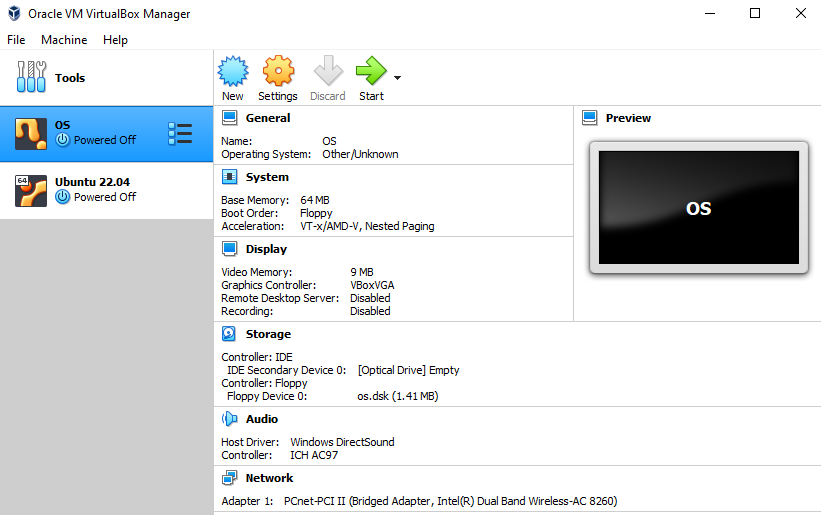 Oracle VM VirtualBox Manager
File Machine Help
Tools
New Settings Discard Start
OS
Powered Off
64
Ubuntu 22.04
Powered Off
General
Name: OS
Operating System: Other/Unknown
System
Base Memory: 64 MB
Boot Order: Floppy
Acceleration: VT-x/AMD-V, Nested Paging
Display
Video Memory: 9 MB
Graphics Controller: VBoxVGA
Remote Desktop Server: Disabled
Recording: Disabled
Preview
OS
Storage
Controller: IDE
IDE Secondary Device 0: [Optical Drive] Empty
Controller: Floppy
Floppy Device 0: os.dsk (1.41 MB)
Audio
Host Driver: Windows DirectSound
Controller: ICH AC97
Network
Adapter 1: PCnet-PCI II (Bridged Adapter, Intel(R) Dual Band Wireless-AC 8260)